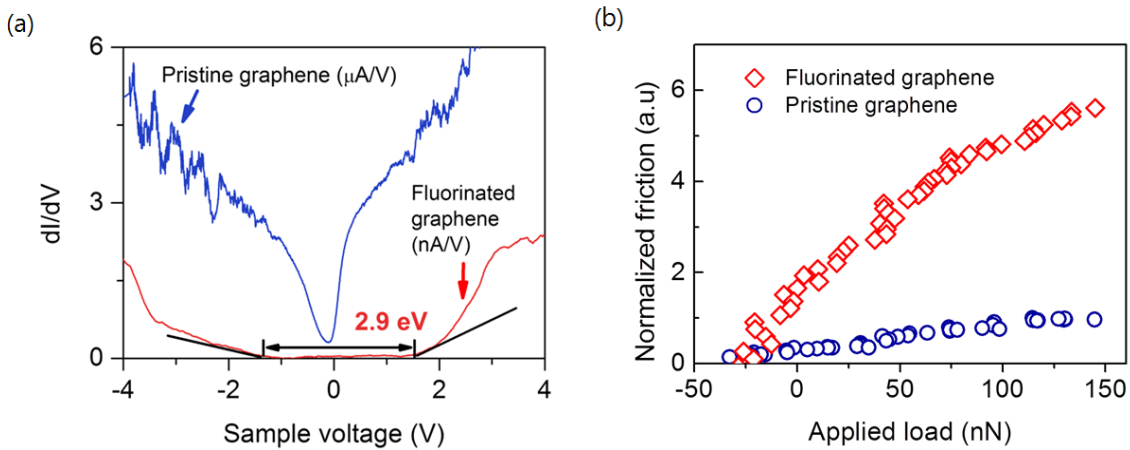 (a)
6
3
0
dI/dV
Pristine graphene (μA/V)
Fluorinated
graphene
(nA/V)
2.9 eV
-4 -2 0 2 4
Sample voltage (V)
(b)
6
4
2
0
Normalized friction (a.u)
Fluorinated graphene
Pristine graphene
-50 0 50 100 150
Applied load (nN)